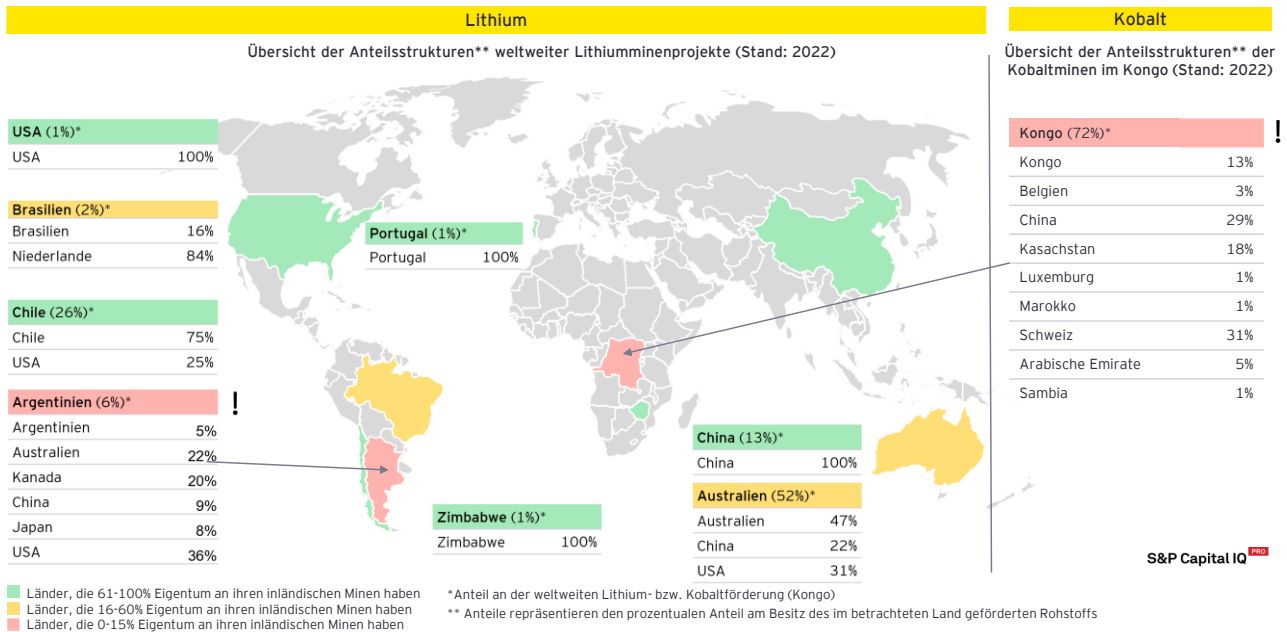 Lithium
Übersicht der Anteilsstrukturen** weltweiter Lithiumminenprojekte (Stand: 2022)
USA (1%)*
USA 100%
Brasilien (2%)*
Brasilien 16%
Niederlande 84%
Portugal (1%)*
Portugal 100%
Chile (26%)*
Chile 75%
USA 25%
Argentinien (6%)* !
Argentinien 5%
Australien 22%
Kanada 20%
China 9%
Japan 8%
USA 36%
Zimbabwe (1%)*
Zimbabwe 100%
China (13%)*
China 100%
Australien (52%)*
Australien 47%
China 22%
USA 31%
Kobalt
Übersicht der Anteilsstrukturen** der
Kobaltminen im Kongo (Stand: 2022)
Kongo (72%)* !
Kongo 13%
Belgien 3%
China 29%
Kasachstan 18%
Luxemburg 1%
Marokko 1%
Schweiz 31%
Arabische Emirate 5%
Sambia 1%
S&P Capital IQ PRO
Länder, die 61-100% Eigentum an ihren inländischen Minen haben
Länder, die 16-60% Eigentum an ihren inländischen Minen haben
Länder, die 0-15% Eigentum an ihren inländischen Minen haben
*Anteil an der weltweiten Lithium- bzw. Kobaltförderung (Kongo)
** Anteile repräsentieren den prozentualen Anteil am Besitz des im betrachteten Land geförderten Rohstoffs